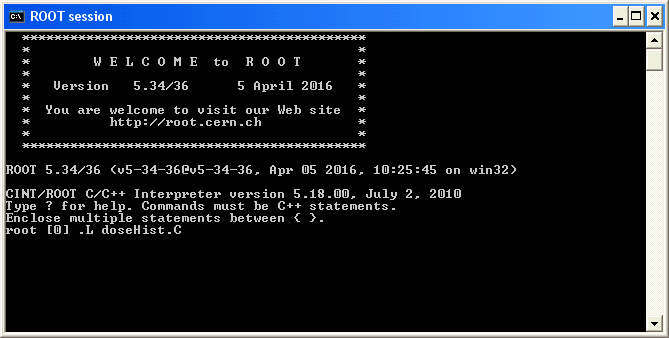 ROOT session
*******************************************
*                                         *
*        W E L C O M E  to  R O O T       *
*                                         *
*   Version   5.34/36      5 April 2016   *
*                                         *
*  You are welcome to visit our Web site  *
*          http://root.cern.ch            *
*                                         *
*******************************************
ROOT 5.34/36 (v5-34-36@v5-34-36, Apr 05 2016, 10:25:45 on win32)
CINT/ROOT C/C++ Interpreter version 5.18.00, July 2, 2010
Type ? for help. Commands must be C++ statements.
Enclose multiple statements between { }.
root [0] .L doseHist.C